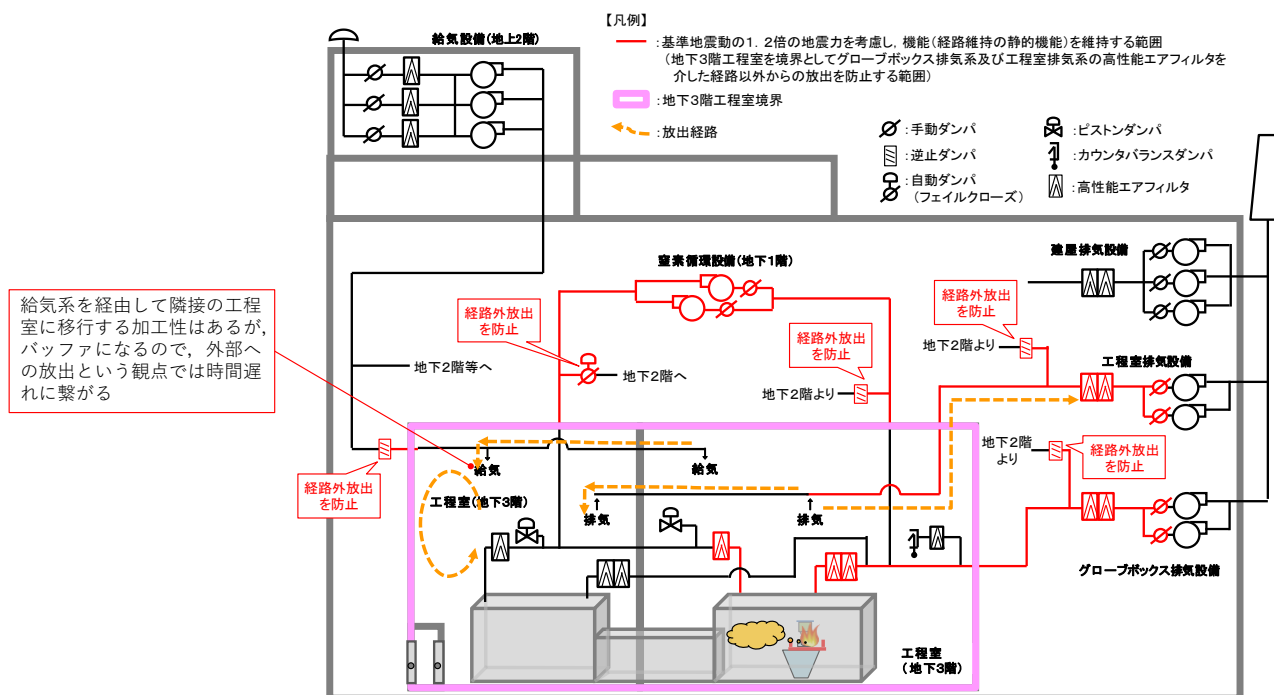 【凡例】
:基準地震動の1．2倍の地震力を考慮し，機能(経路維持の静的機能)を維持する範囲
(地下3階工程室を境界としてグローブボックス排気系及び工程室排気系の高性能エアフィルタを
介した経路以外からの放出を防止する範囲)
:地下3階工程室境界
:放出経路
:手動ダンパ
:逆止ダンパ
:自動ダンパ
(フェイルクローズ)
:ピストンダンパ
:カウンタバランスダンパ
:高性能エアフィルタ
給気設備(地上2階)
窒素循環設備(地下1階)
建屋排気設備
給気系を経由して隣接の工程
室に移行する加工性はあるが，
バッファになるので，外部へ
の放出という観点では時間遅
れに繋がる
経路外放出
を防止
経路外放出
を防止
経路外放出
を防止
地下2階より
工程室排気設備
地下2階等へ
地下2階へ
地下2階より
地下2階
より
経路外放出
を防止
経路外放出
を防止
給気
給気
工程室(地下3階)
排気
排気
グローブボックス排気設備
工程室
(地下3階)